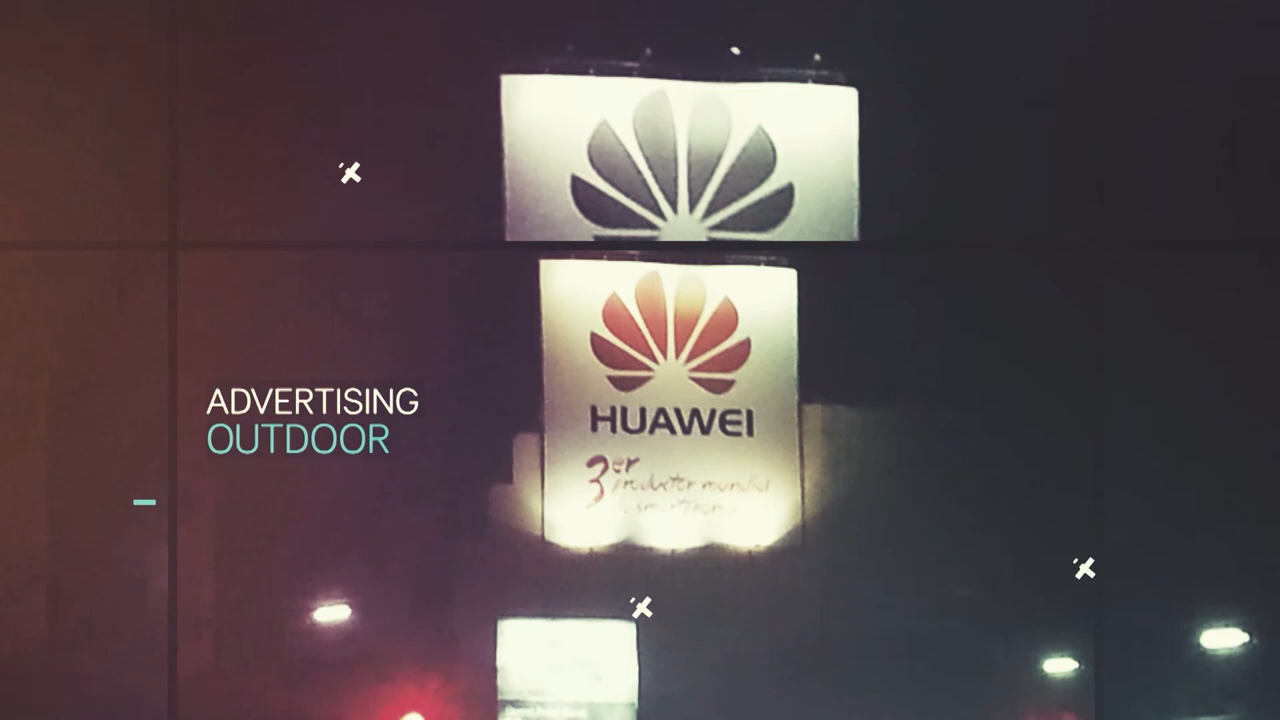 ADVERTISING
OUTDOOR
HUAWEI
3er
productor mundial